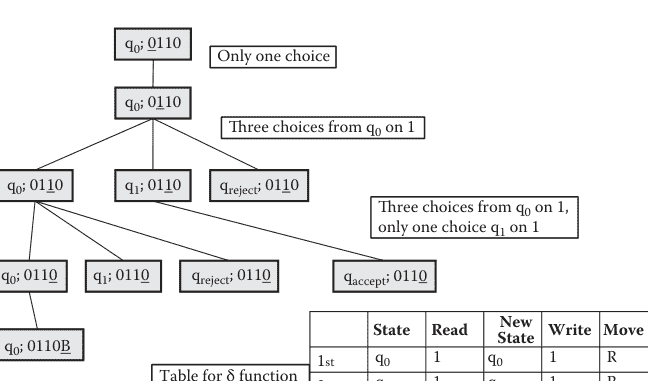 q0; 0110
Only one choice
q0; 0110
Three choices from q0 on 1
q0; 0110
q1; 0110
qreject; 0110
Three choices from q0 on 1,
only one choice q1 on 1
q0; 0110
q1; 0110
qreject; 0110
qaccept; 0110
State Read New State Write Move
1st q0 1 q0 1 R
q0; 0110B
Table for δ function